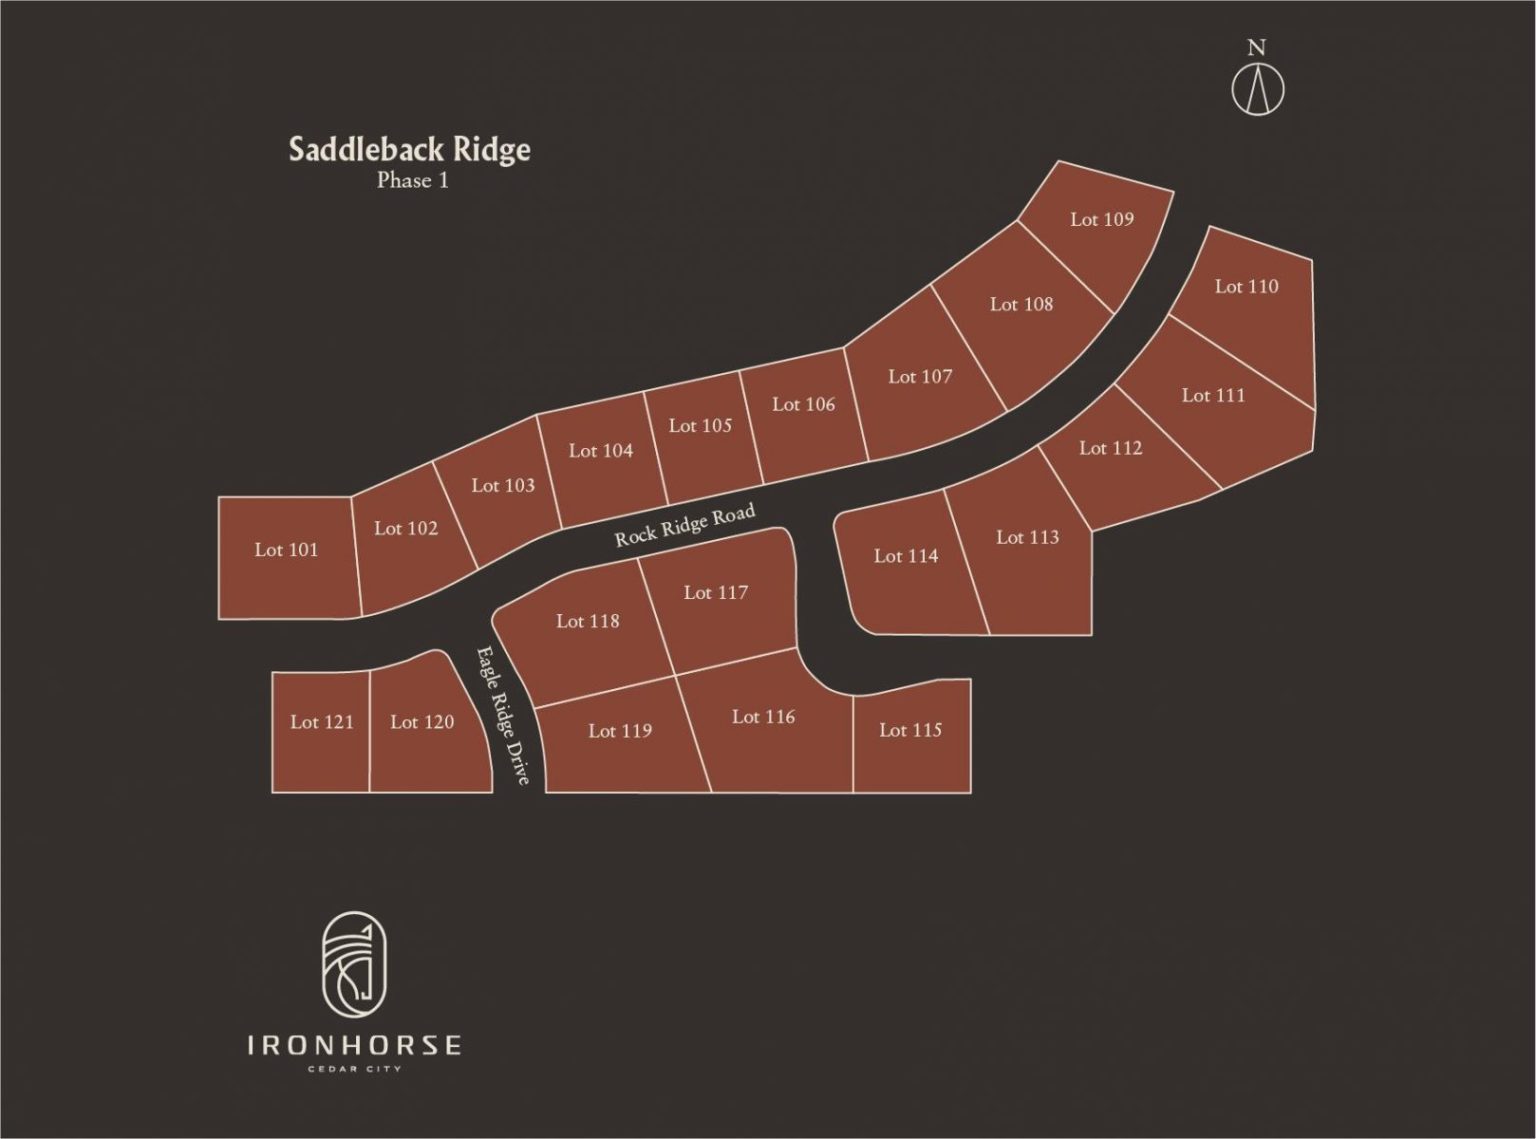 N
Saddleback Ridge
Phase 1
Lot 109
Lot 110
Lot 108
Lot 107
Lot 111
Lot 106
Lot 105
Lot 112
Lot 104
Lot 103
Lot 102
Rock Ridge Road
Lot 101
Lot 113
Lot 114
Lot 117
Lot 118
Eagle Ridge Drive
Lot 121
Lot 120
Lot 119
Lot 116
Lot 115
IRONHORSE
CEDAR CITY